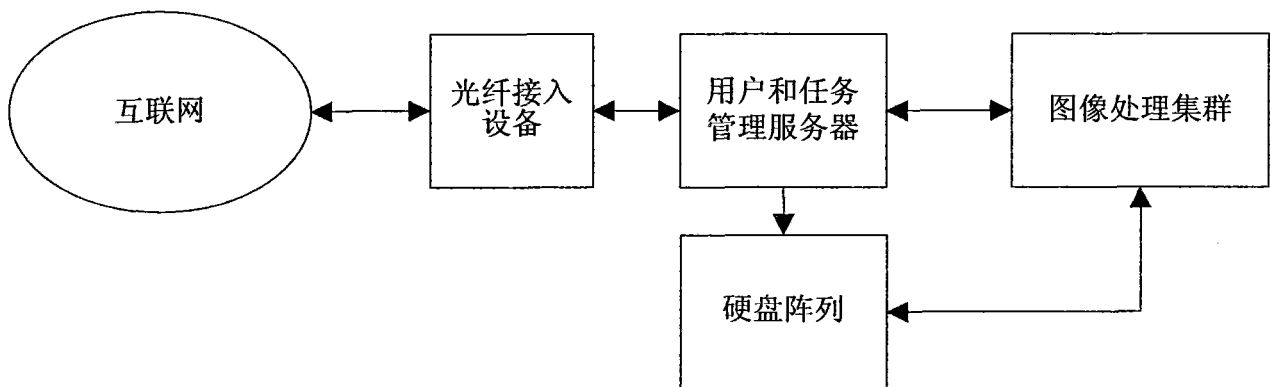 互联网
光纤接入
设备
用户和任务
管理服务器
图像处理集群
硬盘阵列